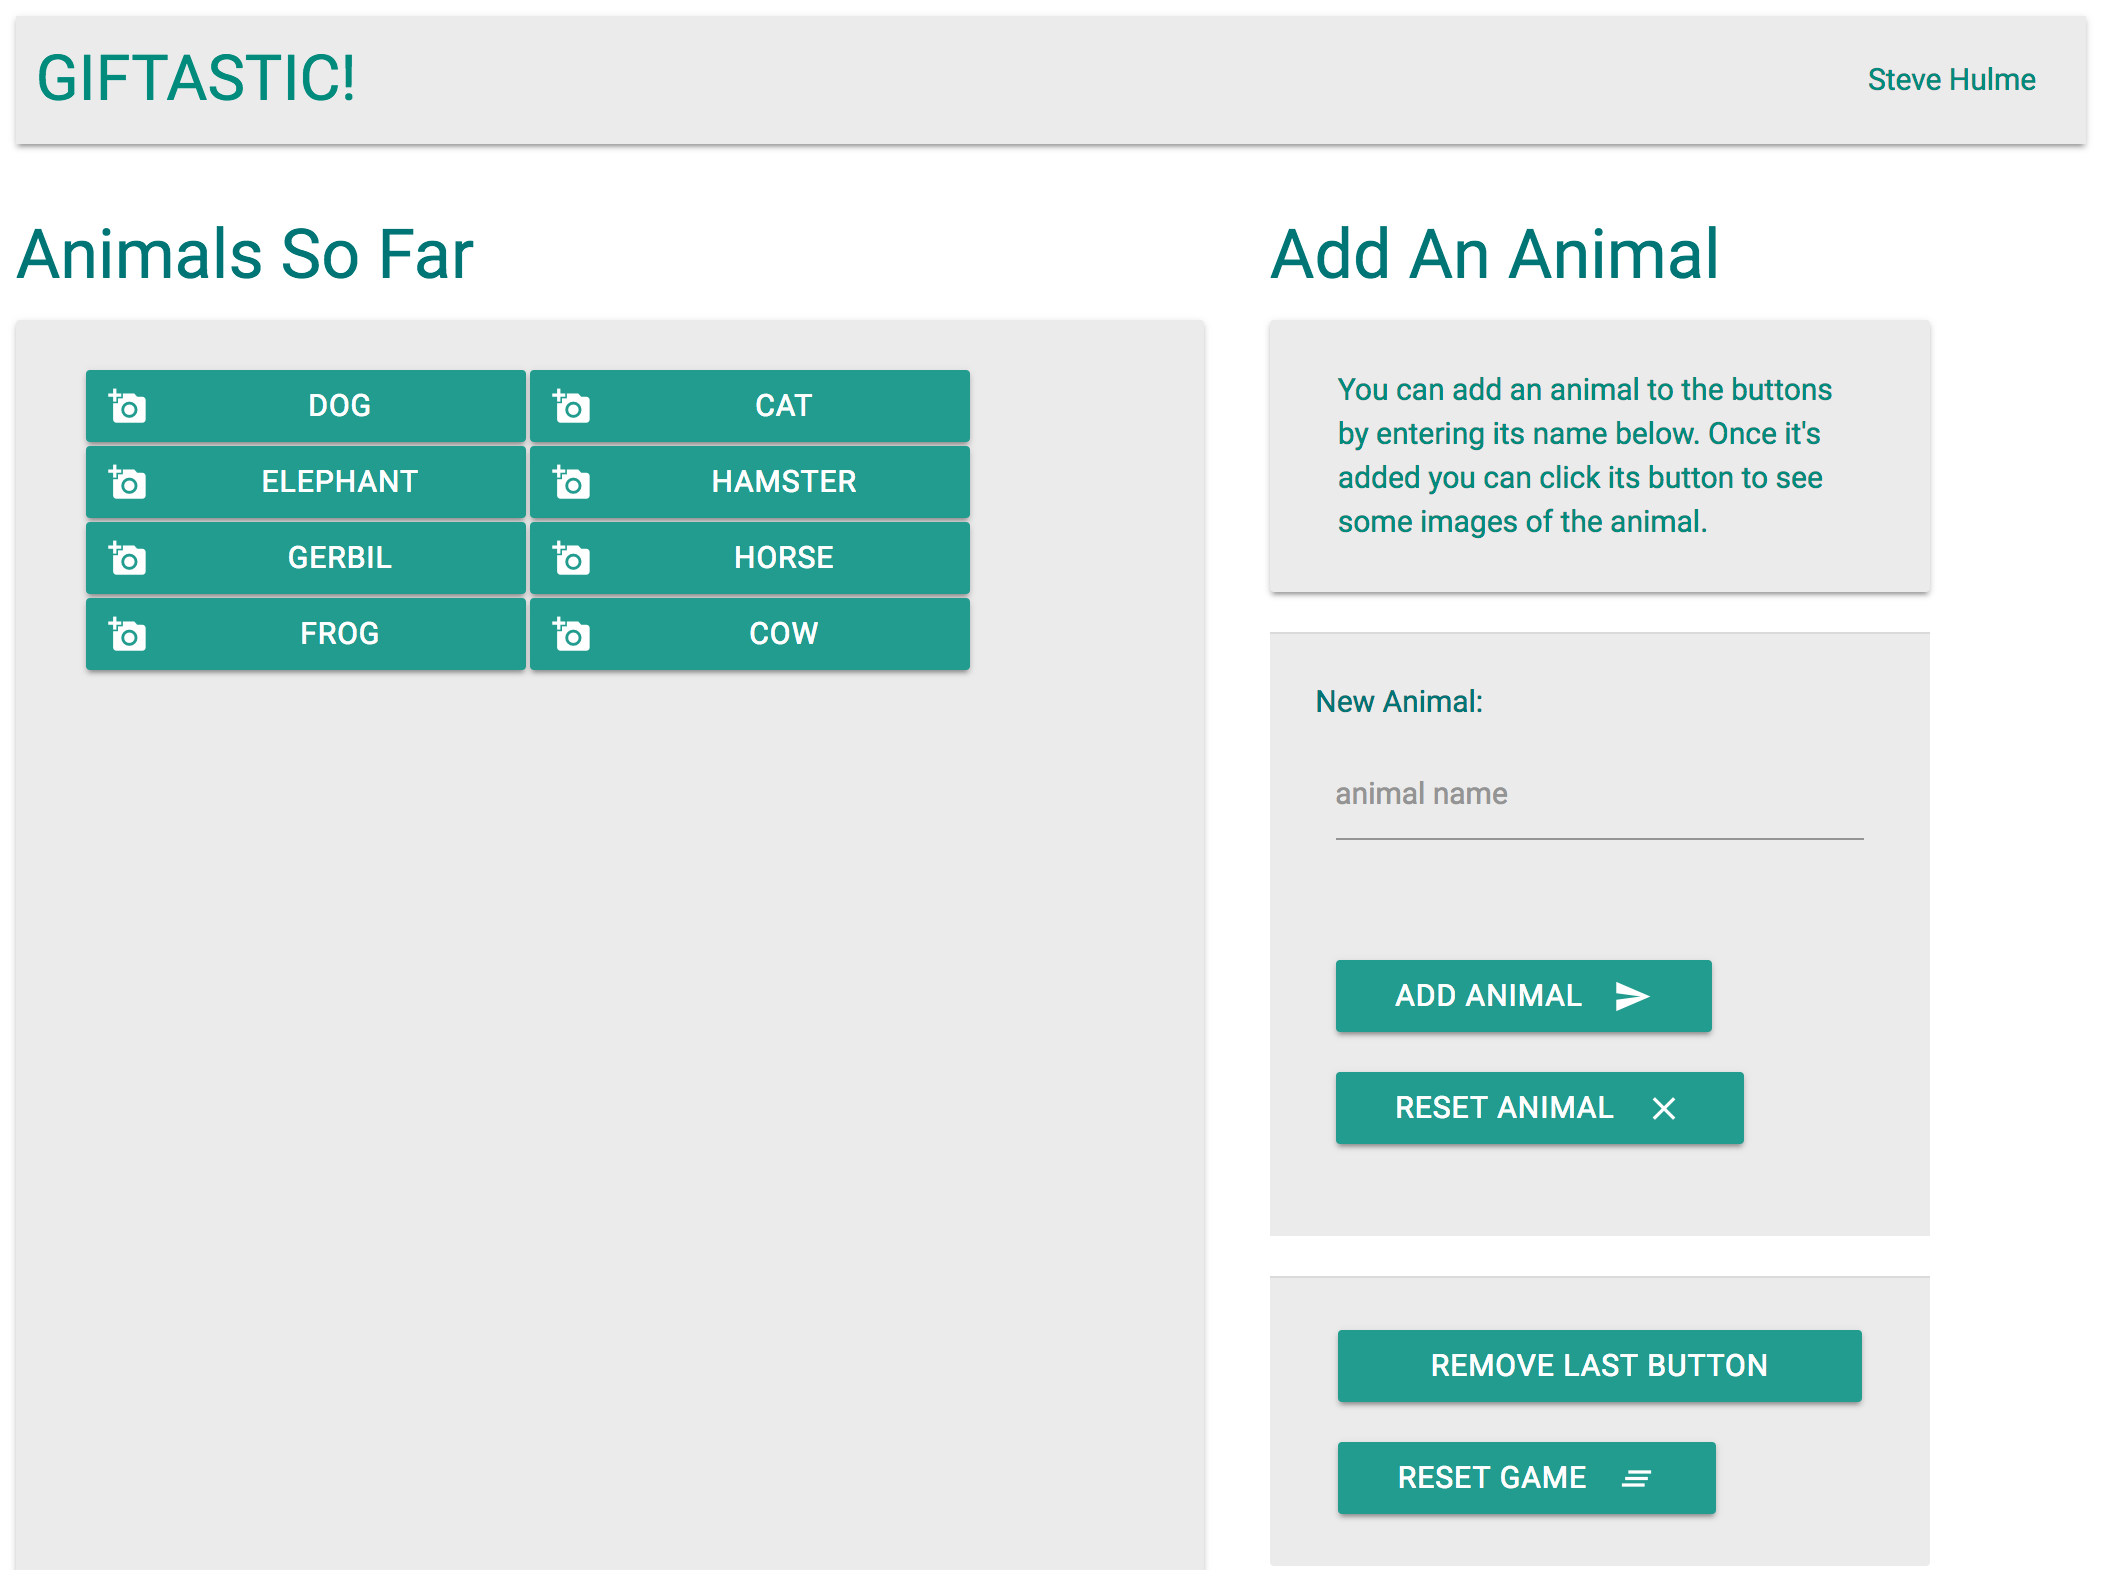 GIFTASTIC!
Steve Hulme
Animals So Far
DOG
CAT
ELEPHANT
HAMSTER
GERBIL
HORSE
FROG
COW
Add An Animal
You can add an animal to the buttons
by entering its name below. Once it's
added you can click its button to see
some images of the animal.
New Animal:
animal name
ADD ANIMAL
RESET ANIMAL
REMOVE LAST BUTTON
RESET GAME